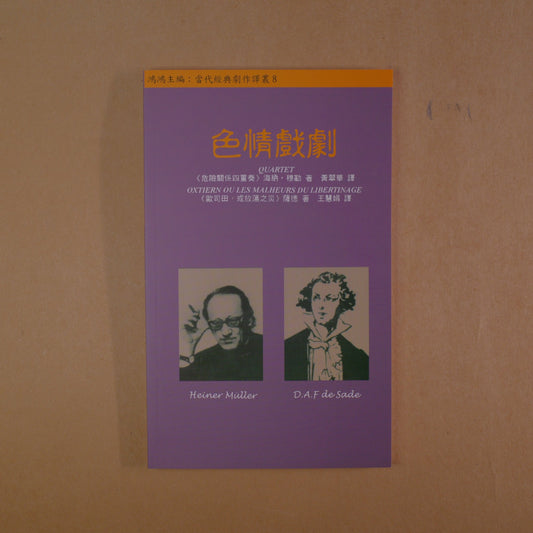 鴻鴻主編：當代經典劇作譯叢 8
色情戲劇
QUARTET
《危險關係四重奏》海納・穆勒 著 黃翠華 譯
OXTIERN OU LES MALHEURS DU LIBERTINAGE
《歐司田，或放蕩之災》薩德 著 王慧娟 譯
Heiner Muller
D.A.F de Sade